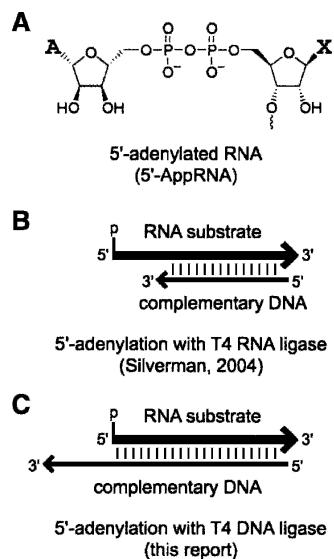 A
A O O P O P O O X
O O⁻ O O⁻
HO OH O OH
5'-adenylated RNA
(5'-AppRNA)
B
p RNA substrate
5' 3'
3' 5'
complementary DNA
5'-adenylation with T4 RNA ligase
(Silverman, 2004)
C
p RNA substrate
5' 3'
3' 5'
complementary DNA
5'-adenylation with T4 DNA ligase
(this report)